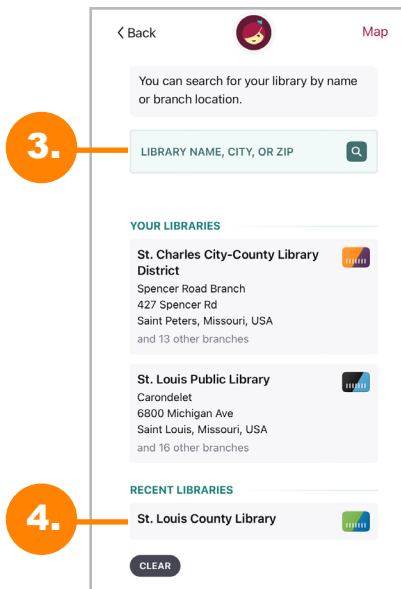 Back
Map
You can search for your library by name
or branch location.
3.
LIBRARY NAME, CITY, OR ZIP
YOUR LIBRARIES
St. Charles City-County Library
District
Spencer Road Branch
427 Spencer Rd
Saint Peters, Missouri, USA
and 13 other branches
St. Louis Public Library
Carondelet
6800 Michigan Ave
Saint Louis, Missouri, USA
and 16 other branches
RECENT LIBRARIES
4.
St. Louis County Library
CLEAR